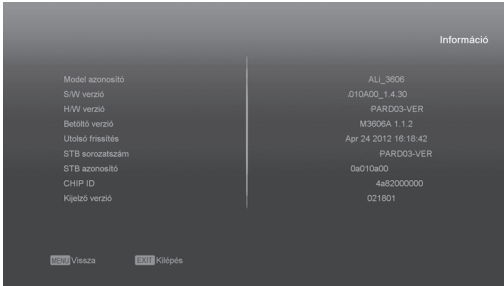 Információ
Model azonosító ALi_3606
S/W verzió .010A00_1.4.30
H/W verzió PARD03-VER
Betöltő verzió M3606A 1.1.2
Utolsó frissítés Apr 24 2012 16:18:42
STB sorozatszám PARD03-VER
STB azonosító 0a010a00
CHIP ID 4a82000000
Kijelző verzió 021801
MENU Vissza EXIT Kilépés